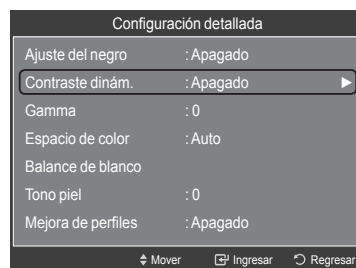 Configuración detallada
Ajuste del negro : Apagado
Contraste dinám. : Apagado ►
Gamma : 0
Espacio de color : Auto
Balance de blanco
Tono piel : 0
Mejora de perfiles : Apagado
Mover Ingresar Regresar